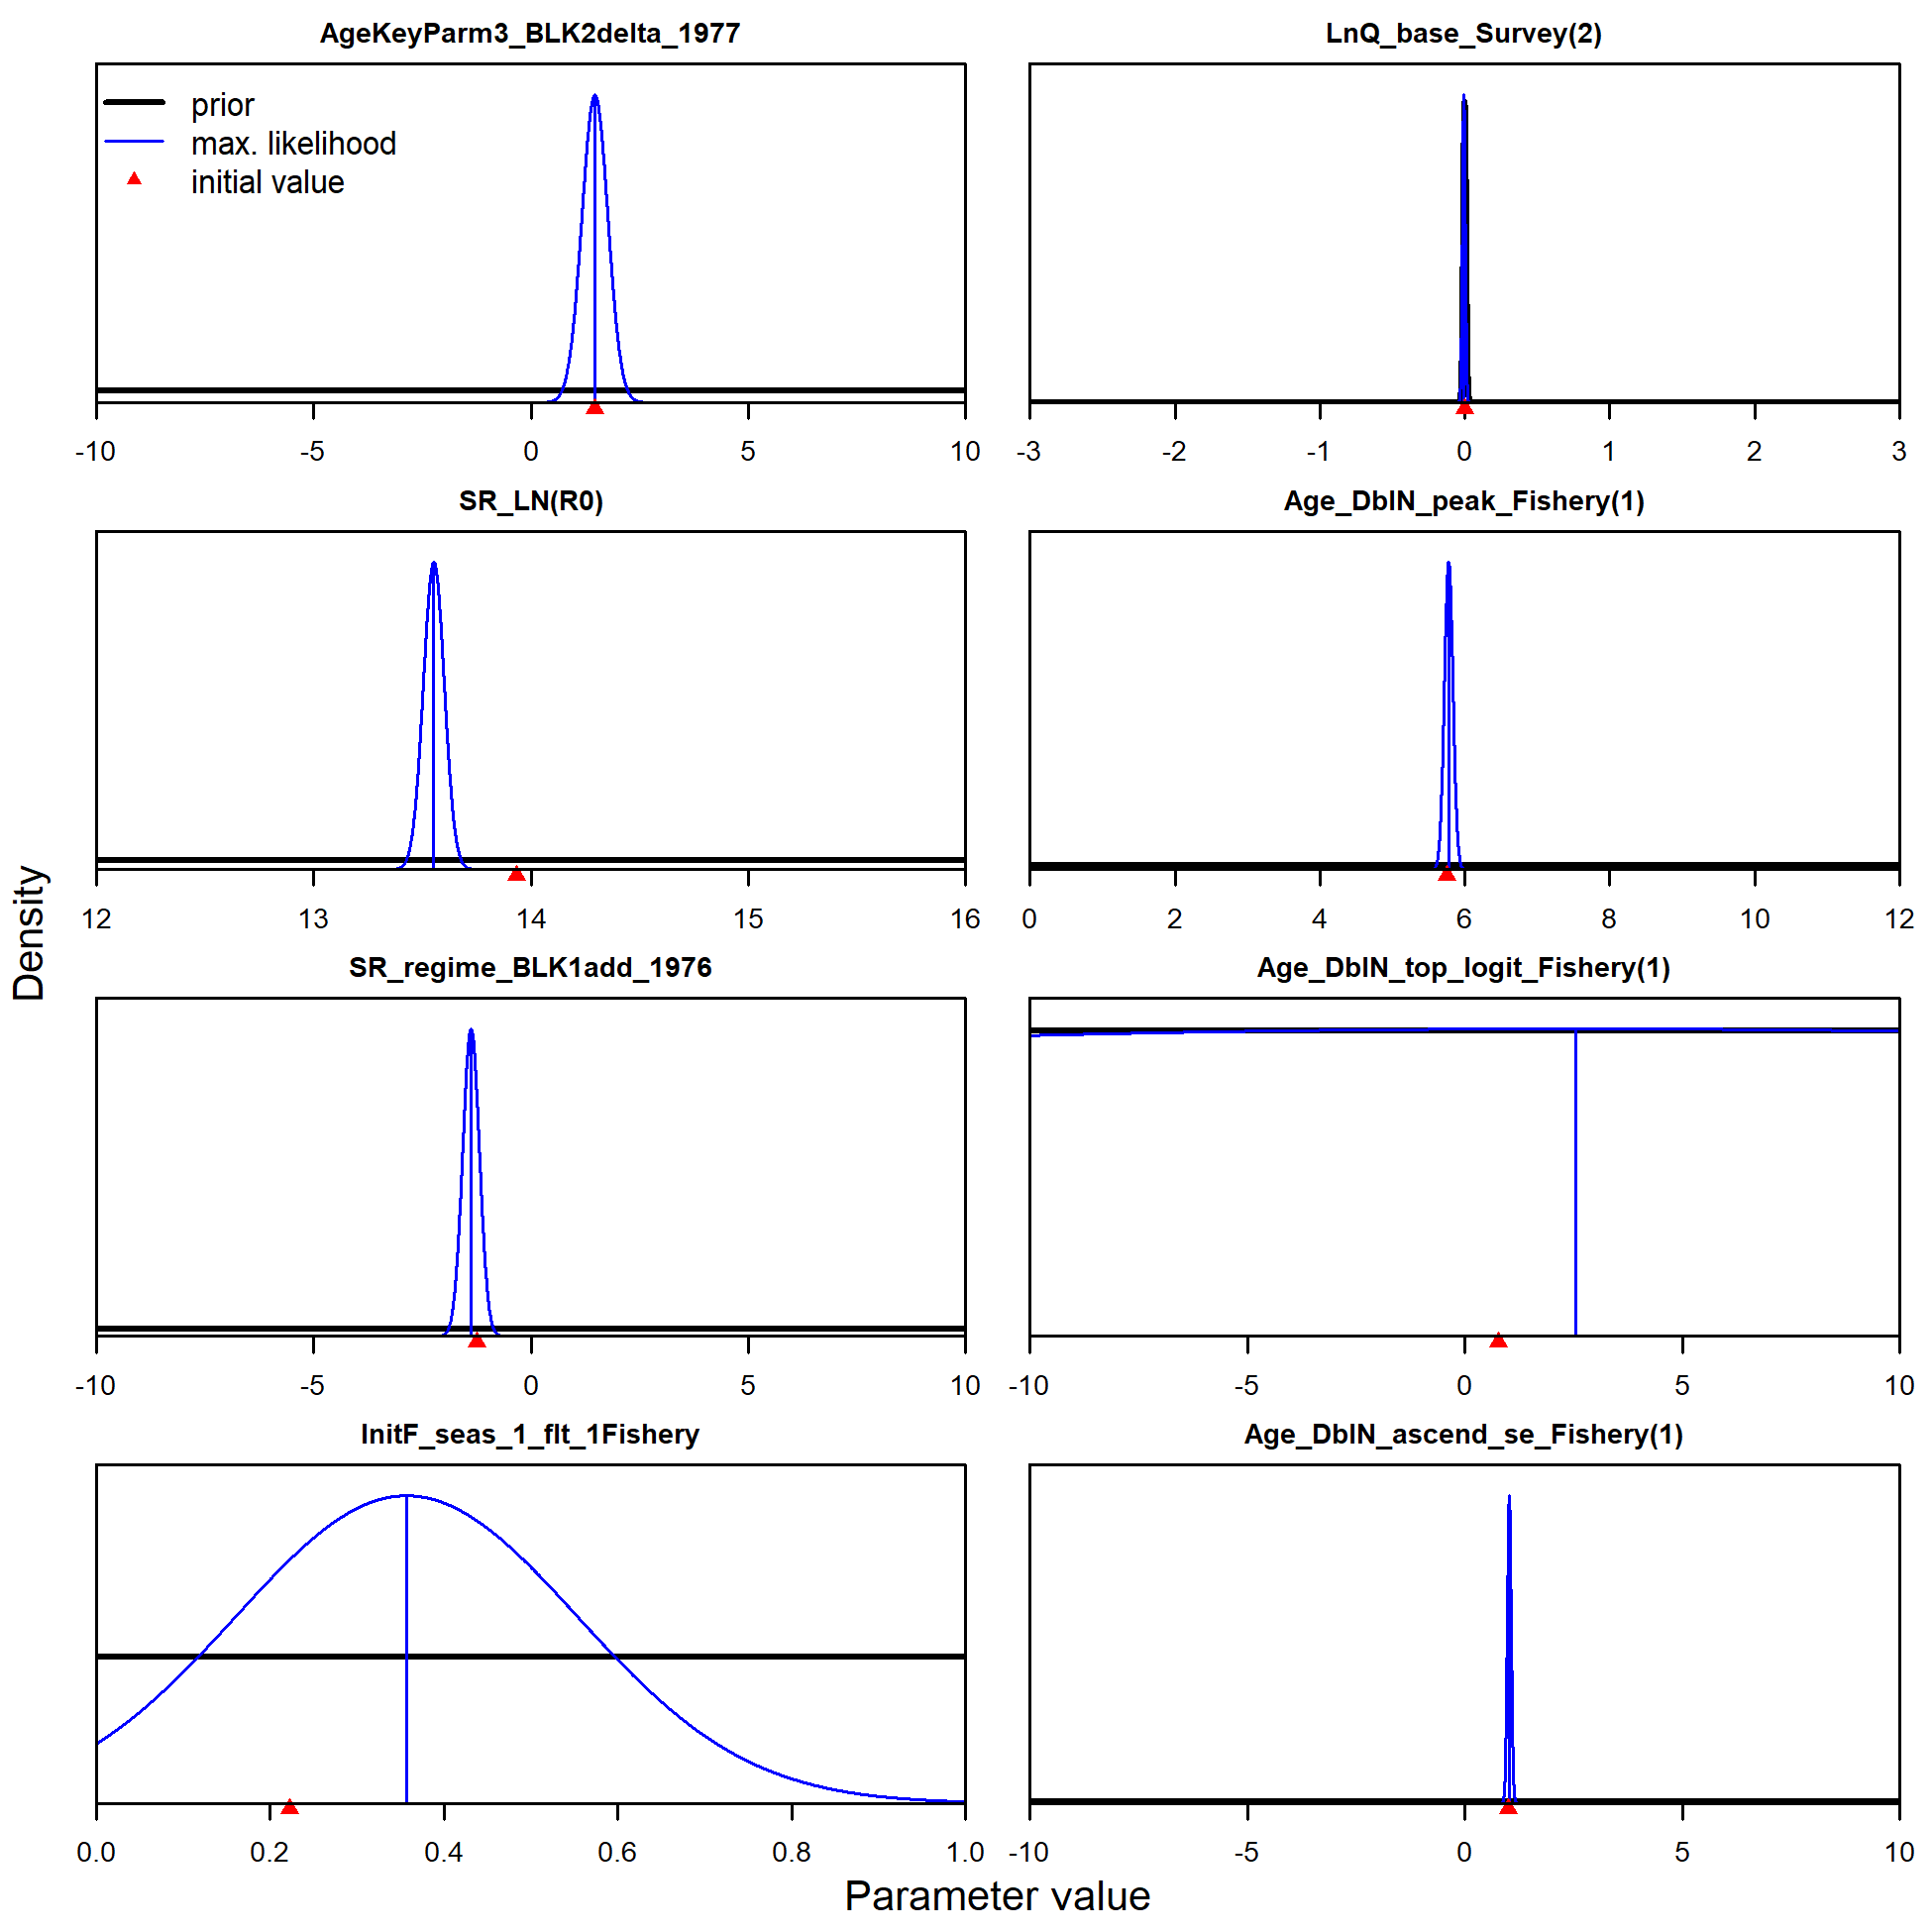 AgeKeyParm3_BLK2delta_1977
prior
max. likelihood
initial value
-10 -5 0 5 10
LnQ_base_Survey(2)
-3 -2 -1 0 1 2 3
SR_LN(R0)
12 13 14 15 16
Age_DblN_peak_Fishery(1)
0 2 4 6 8 10 12
SR_regime_BLK1add_1976
-10 -5 0 5 10
Age_DblN_top_logit_Fishery(1)
-10 -5 0 5 10
InitF_seas_1_flt_1Fishery
0.0 0.2 0.4 0.6 0.8 1.0
Age_DblN_ascend_se_Fishery(1)
-10 -5 0 5 10
Density
Parameter value